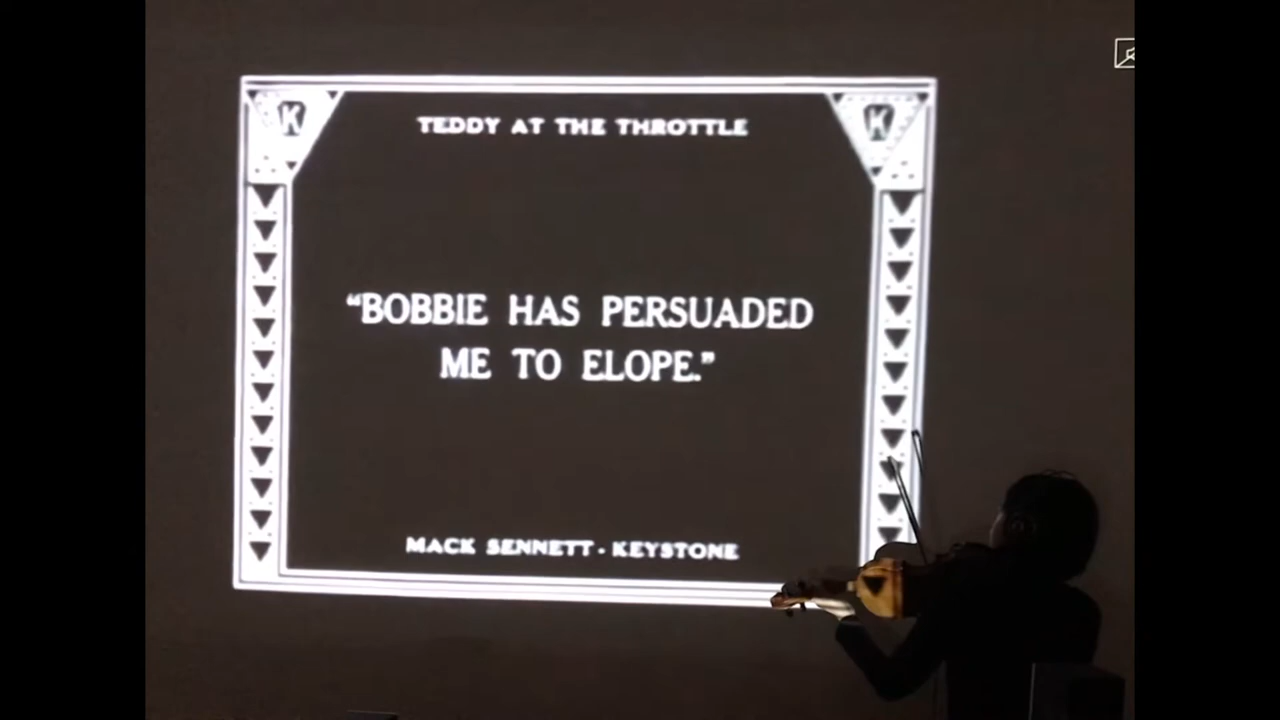 K K
TEDDY AT THE THROTTLE
“BOBBIE HAS PERSUADED
ME TO ELOPE.”
MACK SENNETT · KEYSTONE